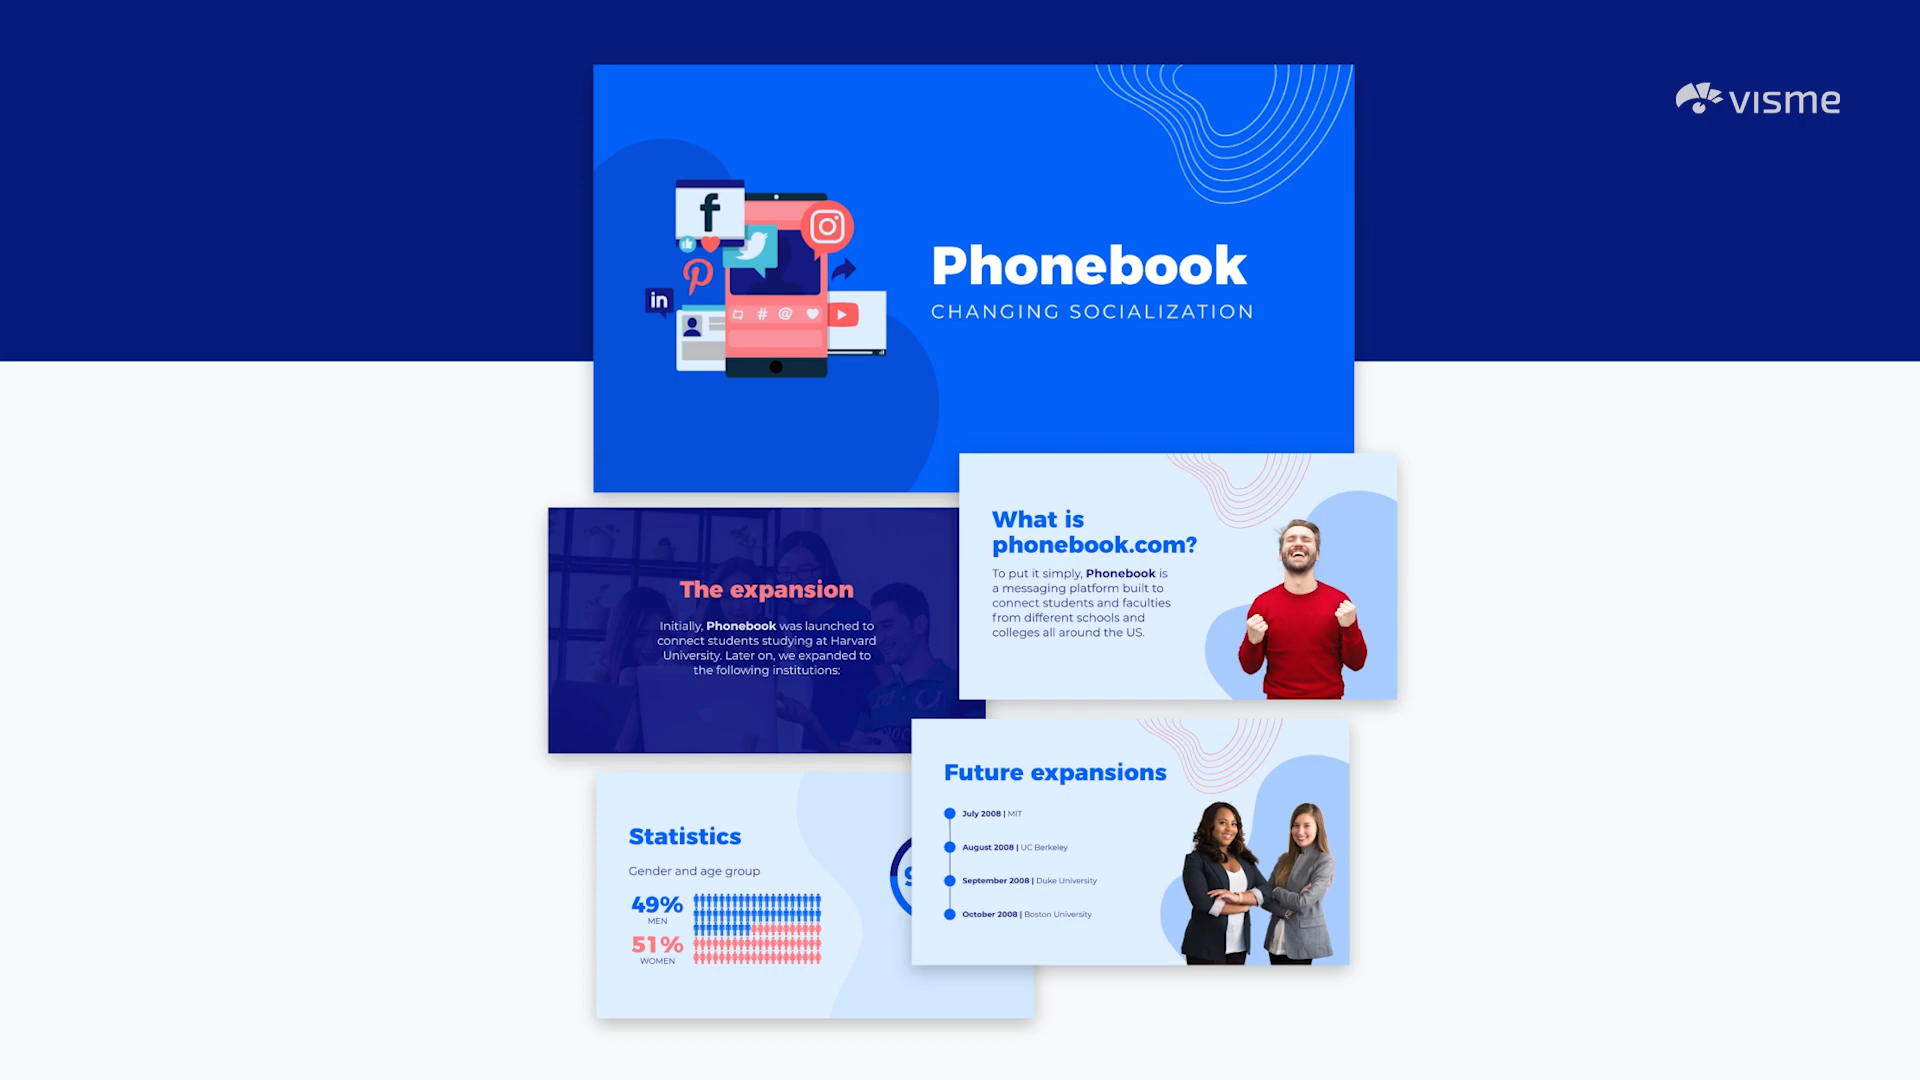 visme
f
in
# @
Phonebook
CHANGING SOCIALIZATION
What is
phonebook.com?
To put it simply, Phonebook is
a messaging platform built to
connect students and faculties
from different schools and
colleges all around the US.
The expansion
Initially, Phonebook was launched to
connect students studying at Harvard
University. Later on, we expanded to
the following institutions:
Future expansions
July 2008 | MIT
August 2008 | UC Berkeley
September 2008 | Duke University
October 2008 | Boston University
Statistics
Gender and age group
49%
MEN
51%
WOMEN